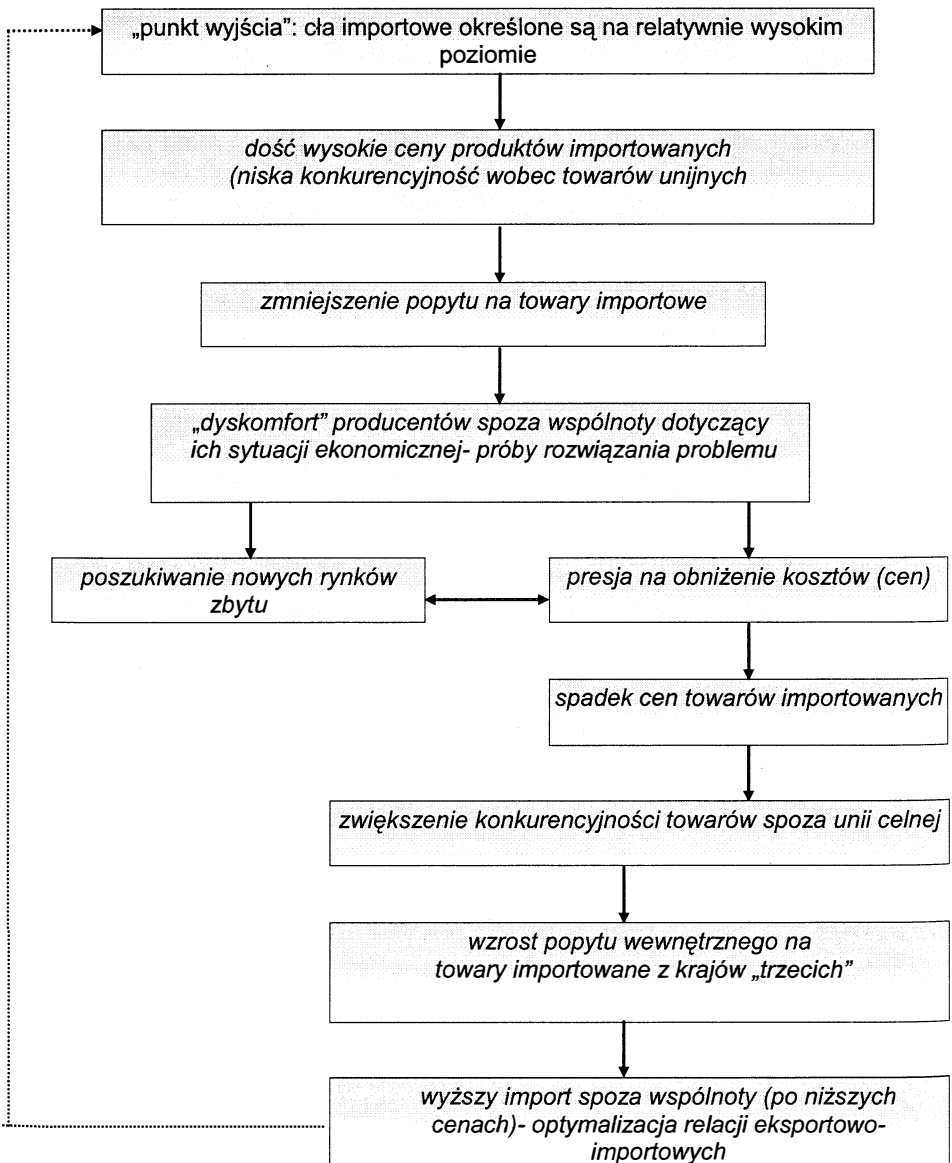 „punkt wyjścia”: cła importowe określone są na relatywnie wysokim
poziomie
dość wysokie ceny produktów importowanych
(niska konkurencyjność wobec towarów unijnych
zmniejszenie popytu na towary importowe
„dyskomfort” producentów spoza wspólnoty dotyczący
ich sytuacji ekonomicznej- próby rozwiązania problemu
poszukiwanie nowych rynków
zbytu
presja na obniżenie kosztów (cen)
spadek cen towarów importowanych
zwiększenie konkurencyjności towarów spoza unii celnej
wzrost popytu wewnętrznego na
towary importowane z krajów „trzecich”
wyższy import spoza wspólnoty (po niższych
cenach)- optymalizacja relacji eksportowo-
importowych